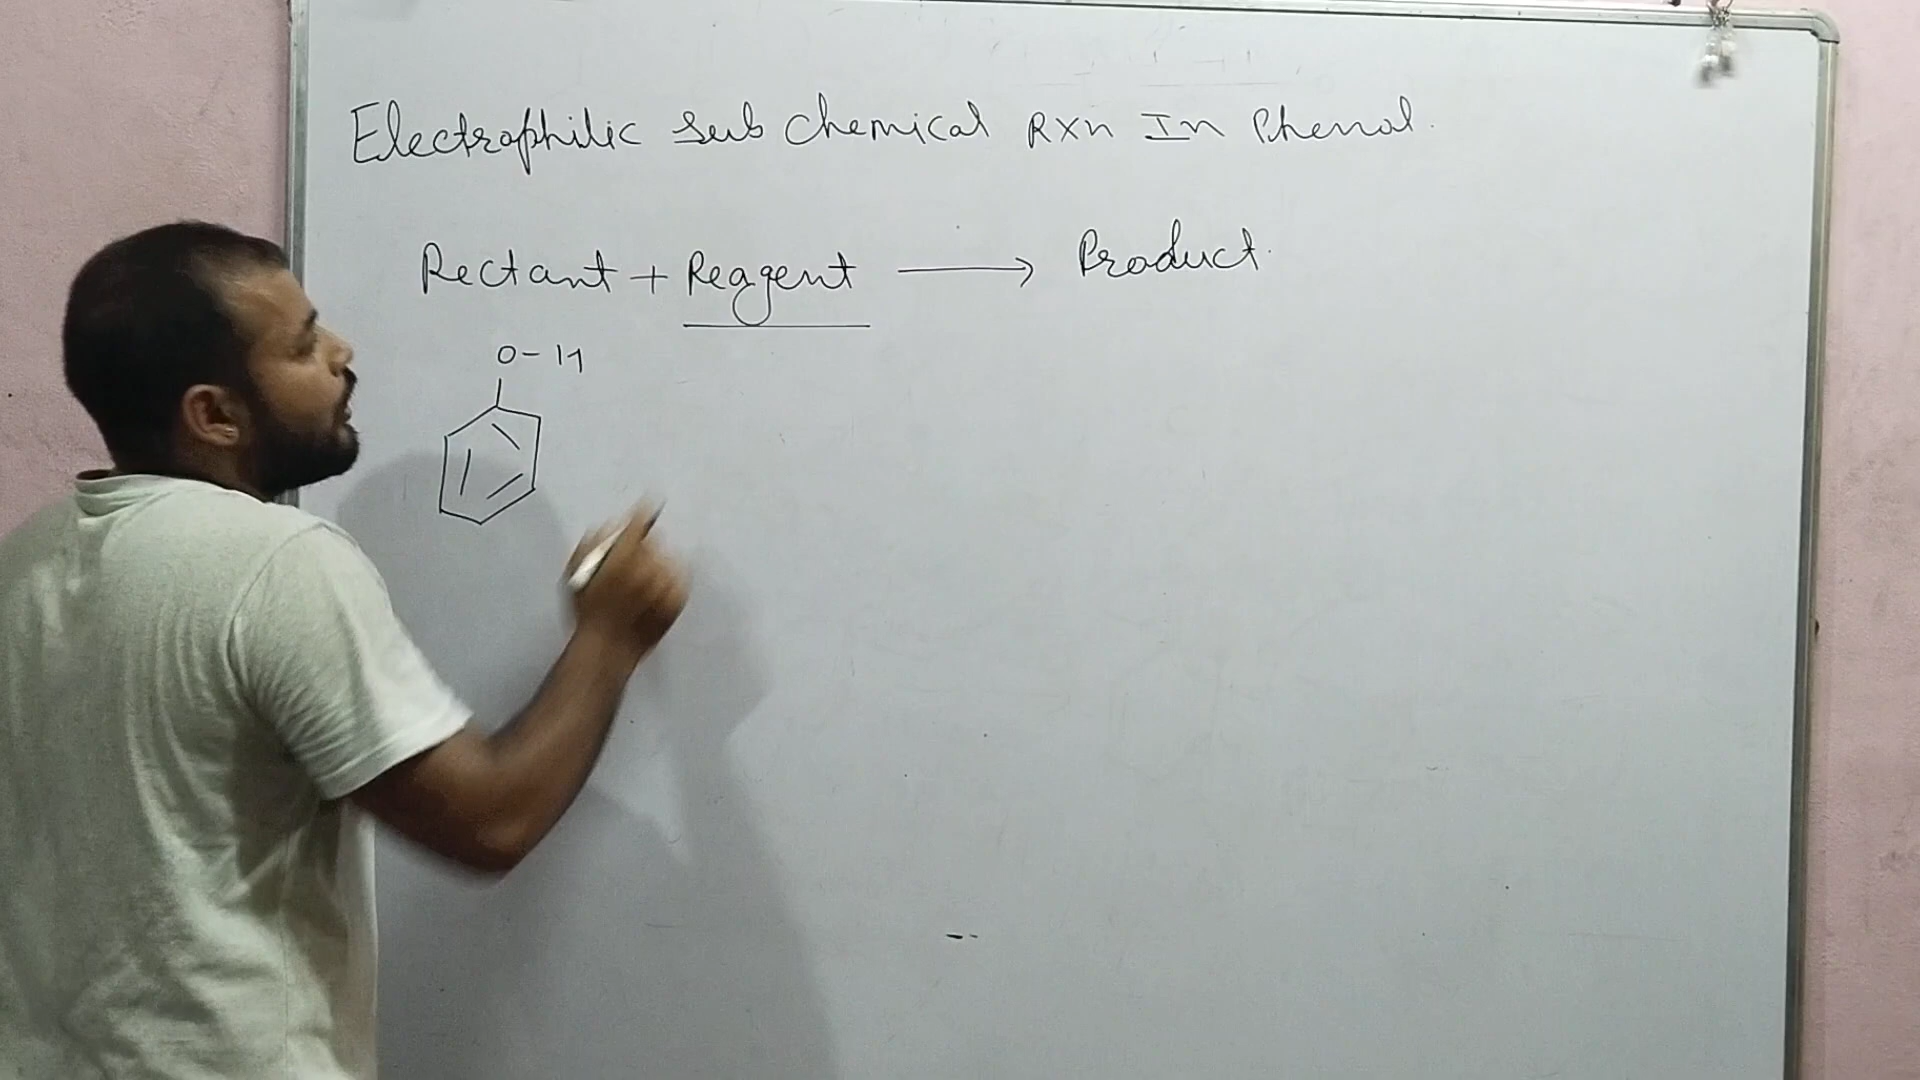 Electrophilic Sub Chemical Rxn In Phenol.
Rectant + Reagent ⟶ Product.
O-H